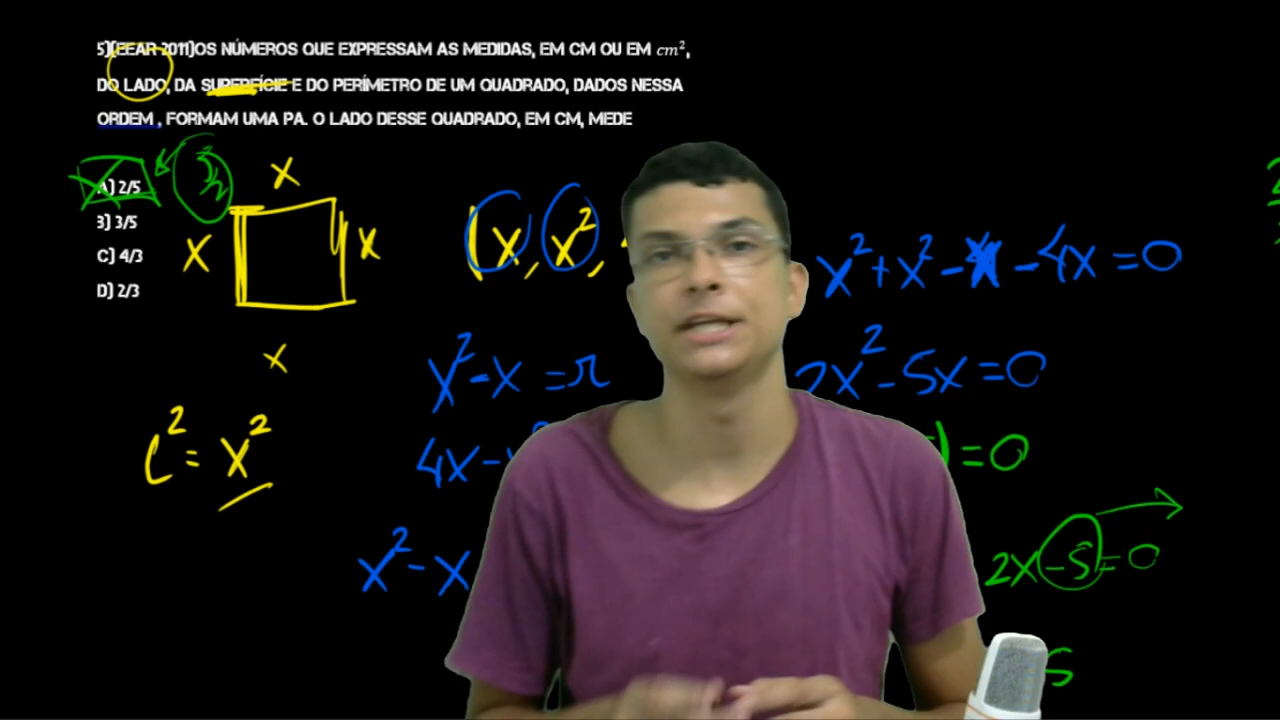 5)(EEAR 2011)OS NÚMEROS QUE EXPRESSAM AS MEDIDAS, EM CM OU EM cm²,
DO LADO, DA SUPERFÍCIE E DO PERÍMETRO DE UM QUADRADO, DADOS NESSA
ORDEM , FORMAM UMA PA. O LADO DESSE QUADRADO, EM CM, MEDE
A) 2/5
B) 3/5
C) 4/3
D) 2/3
x
x
x
x
l² = x²
(x, x²,
x² - x = r
4x -
x² - x
x² + x² - - 4x = 0
2x² - 5x = 0
) = 0
2x - 5 = 0
5